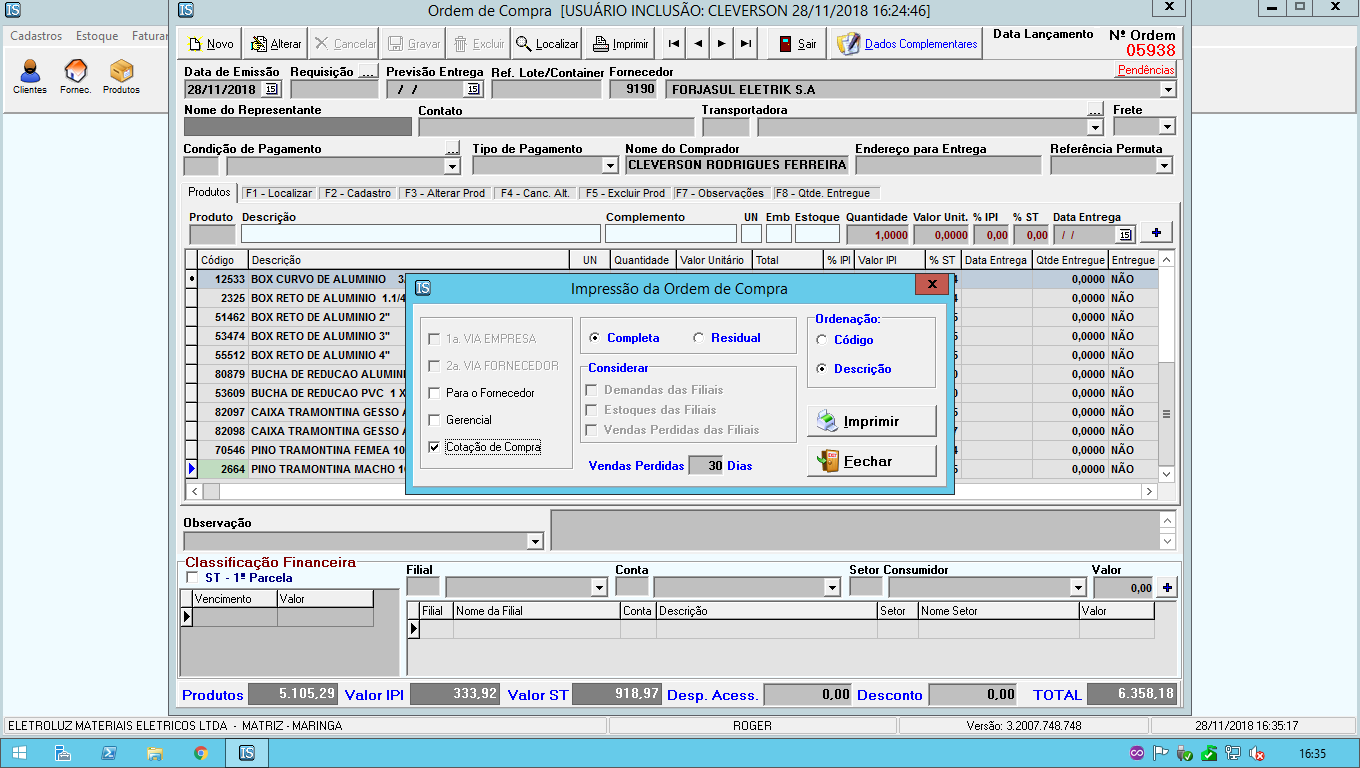 IS
IS Ordem de Compra [USUÁRIO INCLUSÃO: CLEVERSON 28/11/2018 16:24:46] X
Cadastros Estoque Faturar
Clientes Fornec. Produtos
Novo Alterar Cancelar Gravar Excluir Localizar Imprimir Sair Dados Complementares
Data Lançamento Nº Ordem
05938
Pendências
Data de Emissão Requisição ... Previsão Entrega Ref. Lote/Container Fornecedor
28/11/2018 15 / / 15 9190 FORJASUL ELETRIK S.A
Nome do Representante Contato Transportadora ... Frete
Condição de Pagamento ... Tipo de Pagamento Nome do Comprador Endereço para Entrega Referência Permuta
CLEVERSON RODRIGUES FERREIRA
Produtos F1 - Localizar F2 - Cadastro F3 - Alterar Prod F4 - Canc. Alt. F5 - Excluir Prod F7 - Observações F8 - Qtde. Entregue
Produto Descrição Complemento UN Emb Estoque Quantidade Valor Unit. % IPI % ST Data Entrega
1,0000 0,0000 0,00 0,00 / / 15 +
Código Descrição UN Quantidade Valor Unitário Total % IPI Valor IPI % ST Data Entrega Qtde Entregue Entregue
12533 BOX CURVO DE ALUMINIO 0,0000 NÃO
2325 BOX RETO DE ALUMINIO 1.1/4 0,0000 NÃO
51462 BOX RETO DE ALUMINIO 2" 0,0000 NÃO
53474 BOX RETO DE ALUMINIO 3" 0,0000 NÃO
55512 BOX RETO DE ALUMINIO 4" 0,0000 NÃO
80879 BUCHA DE REDUCAO ALUMIN 0,0000 NÃO
53609 BUCHA DE REDUCAO PVC 1 X 0,0000 NÃO
82097 CAIXA TRAMONTINA GESSO 0,0000 NÃO
82098 CAIXA TRAMONTINA GESSO 0,0000 NÃO
70546 PINO TRAMONTINA FEMEA 10 0,0000 NÃO
2664 PINO TRAMONTINA MACHO 0,0000 NÃO
IS Impressão da Ordem de Compra X
1a. VIA EMPRESA
2a. VIA FORNECEDOR
Para o Fornecedor
Gerencial
Cotação de Compra
Completa Residual
Considerar
Demandas das Filiais
Estoques das Filiais
Vendas Perdidas das Filiais
Vendas Perdidas 30 Dias
Ordenação:
Código
Descrição
Imprimir
Fechar
Observação
Classificação Financeira
ST - 1ª Parcela
Vencimento Valor
Filial Conta Setor Consumidor Valor
0,00 +
Filial Nome da Filial Conta Descrição Setor Nome Setor Valor
Produtos 5.105,29 Valor IPI 333,92 Valor ST 918,97 Desp. Acess. 0,00 Desconto 0,00 TOTAL 6.358,18
ELETROLUZ MATERIAIS ELETRICOS LTDA - MATRIZ - MARINGA ROGER Versão: 3.2007.748.748 28/11/2018 16:35:17
IS 16:35